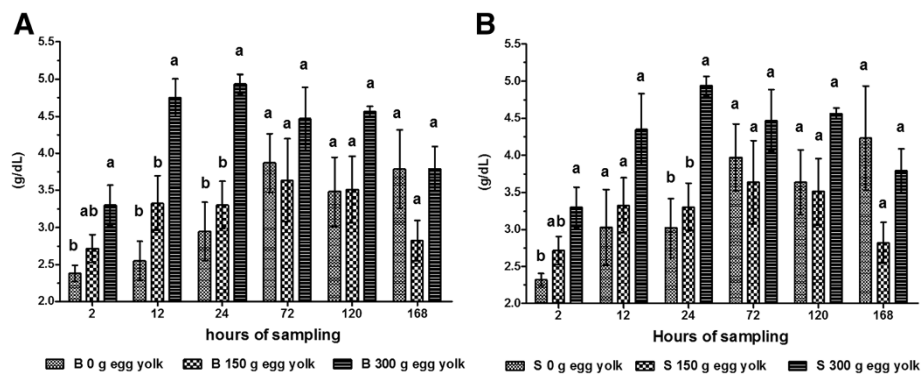 A
5.5
5.0
4.5
4.0
3.5
3.0
2.5
2.0
(g/dL)
b ab a
b b a
b b a
a a a
a a a
a a a
2 12 24 72 120 168
hours of sampling
B 0 g egg yolk B 150 g egg yolk B 300 g egg yolk
B
5.5
5.0
4.5
4.0
3.5
3.0
2.5
2.0
(g/dL)
b ab a
a a a
b b a
a a a
a a a
a a a
2 12 24 72 120 168
Hours of sampling
S 0 g egg yolk S 150 g egg yolk S 300 g egg yolk